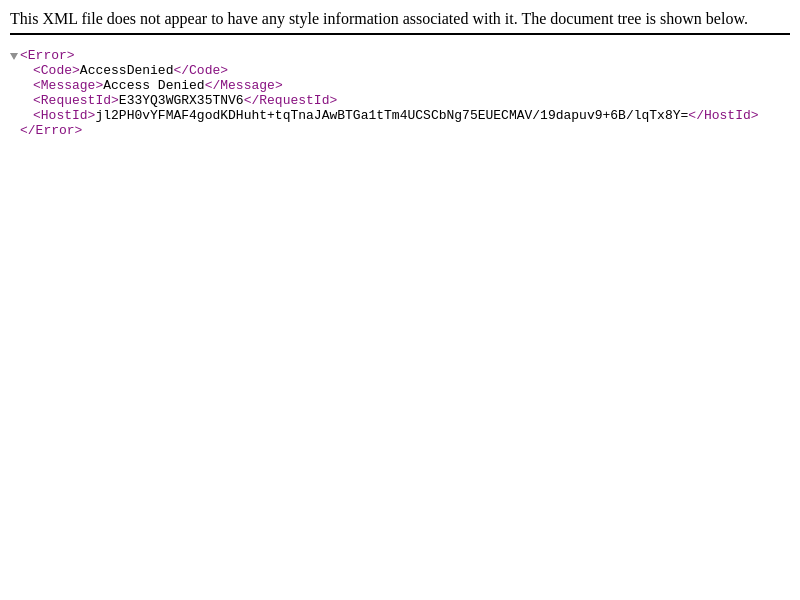 This XML file does not appear to have any style information associated with it. The document tree is shown below.
<Error>
<Code>AccessDenied</Code>
<Message>Access Denied</Message>
<RequestId>E33YQ3WGRX35TNV6</RequestId>
<HostId>jl2PH0vYFMAF4godKDHuht+tqTnaJAwBTGa1tTm4UCSCbNg75EUECMAV/19dapuv9+6B/lqTx8Y=</HostId>
</Error>